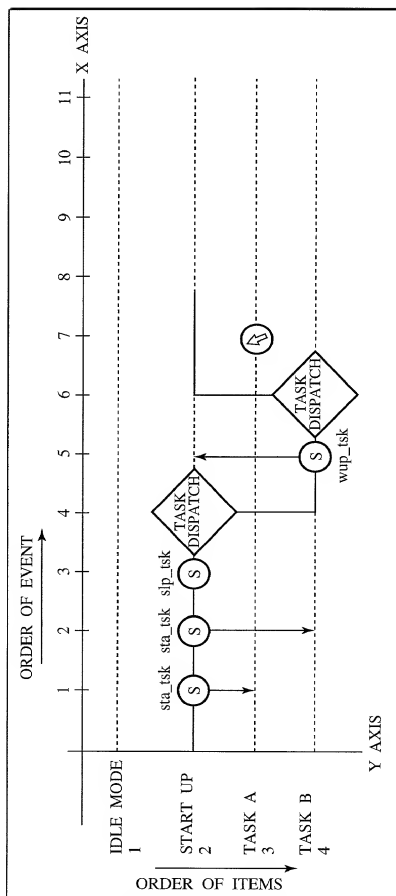 ORDER OF EVENT
X AXIS
1
2
3
4
5
6
7
8
9
10
11
IDLE MODE
1
START UP
2
sta_tsk
S
sta_tsk
S
slp_tsk
S
TASK
DISPATCH
TASK A
3
TASK B
4
S
wup_tsk
TASK
DISPATCH
Y AXIS
ORDER OF ITEMS